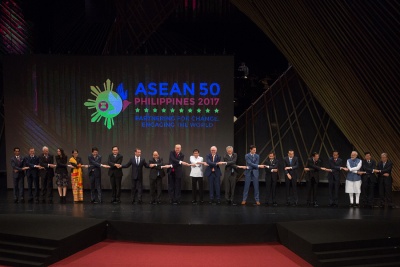 ASEAN 50
PHILIPPINES 2017
PARTNERING FOR CHANGE,
ENGAGING THE WORLD